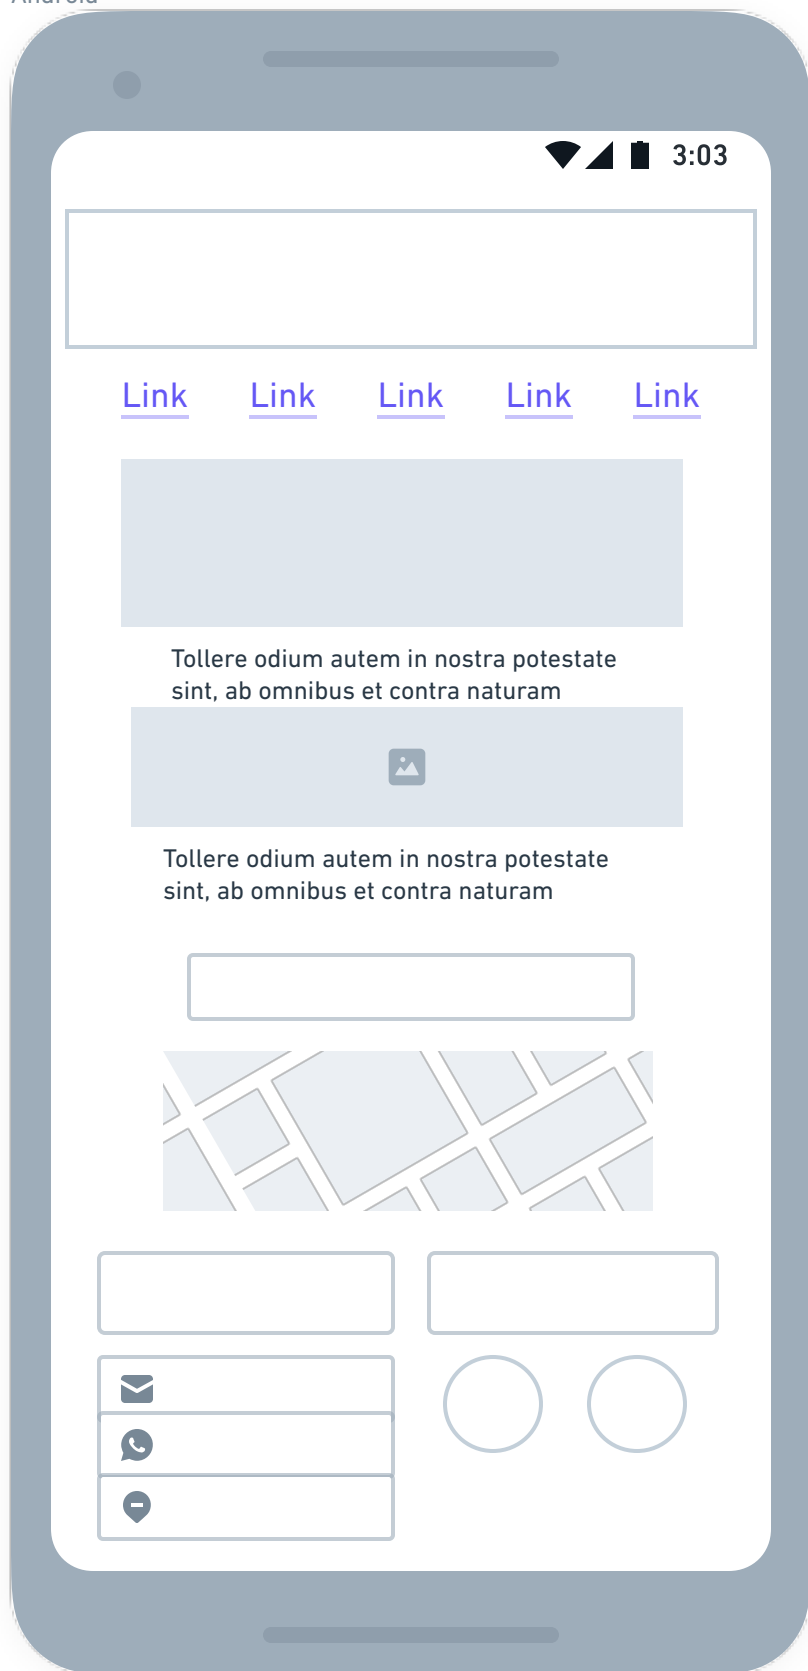 Android
3:03
Link Link Link Link Link
Tollere odium autem in nostra potestate
sint, ab omnibus et contra naturam
Tollere odium autem in nostra potestate
sint, ab omnibus et contra naturam